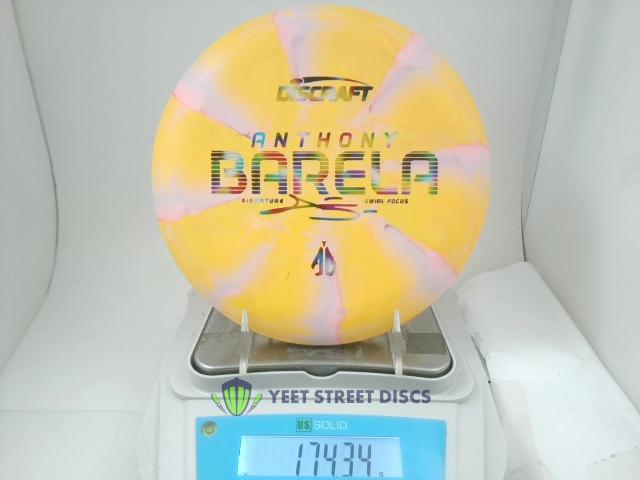 DISCRAFT
ANTHONY
BARELA
SIGNATURE SWIRL FOCUS
YEET STREET DISCS
US SOLID
174.34 g